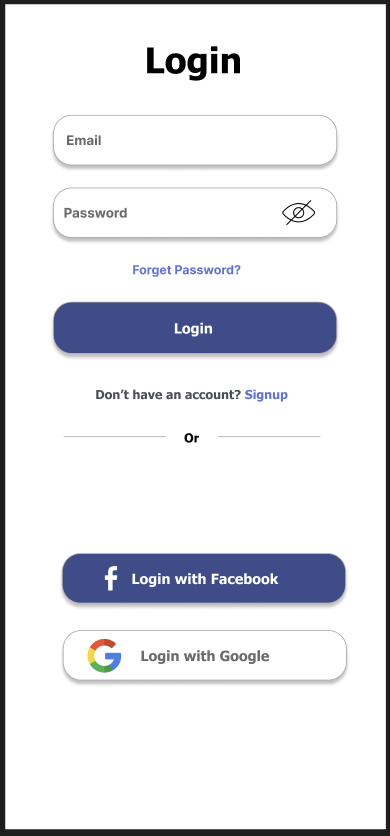 Login
Email
Password
Forget Password?
Login
Don’t have an account? Signup
Or
Login with Facebook
Login with Google